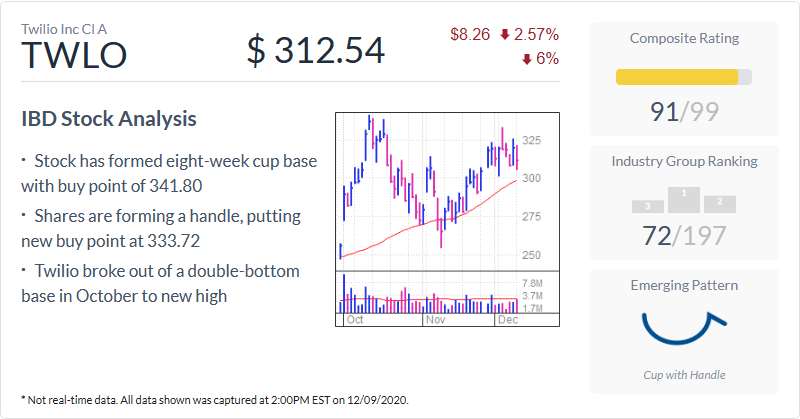 Twilio Inc Cl A
TWLO
$ 312.54
$8.26 2.57%
6%
IBD Stock Analysis
· Stock has formed eight-week cup base
with buy point of 341.80
· Shares are forming a handle, putting
new buy point at 333.72
· Twilio broke out of a double-bottom
base in October to new high
325
300
275
250
7.8M
3.7M
1.7M
Oct Nov Dec
Composite Rating
91/99
Industry Group Ranking
3 1 2
72/197
Emerging Pattern
Cup with Handle
* Not real-time data. All data shown was captured at 2:00PM EST on 12/09/2020.